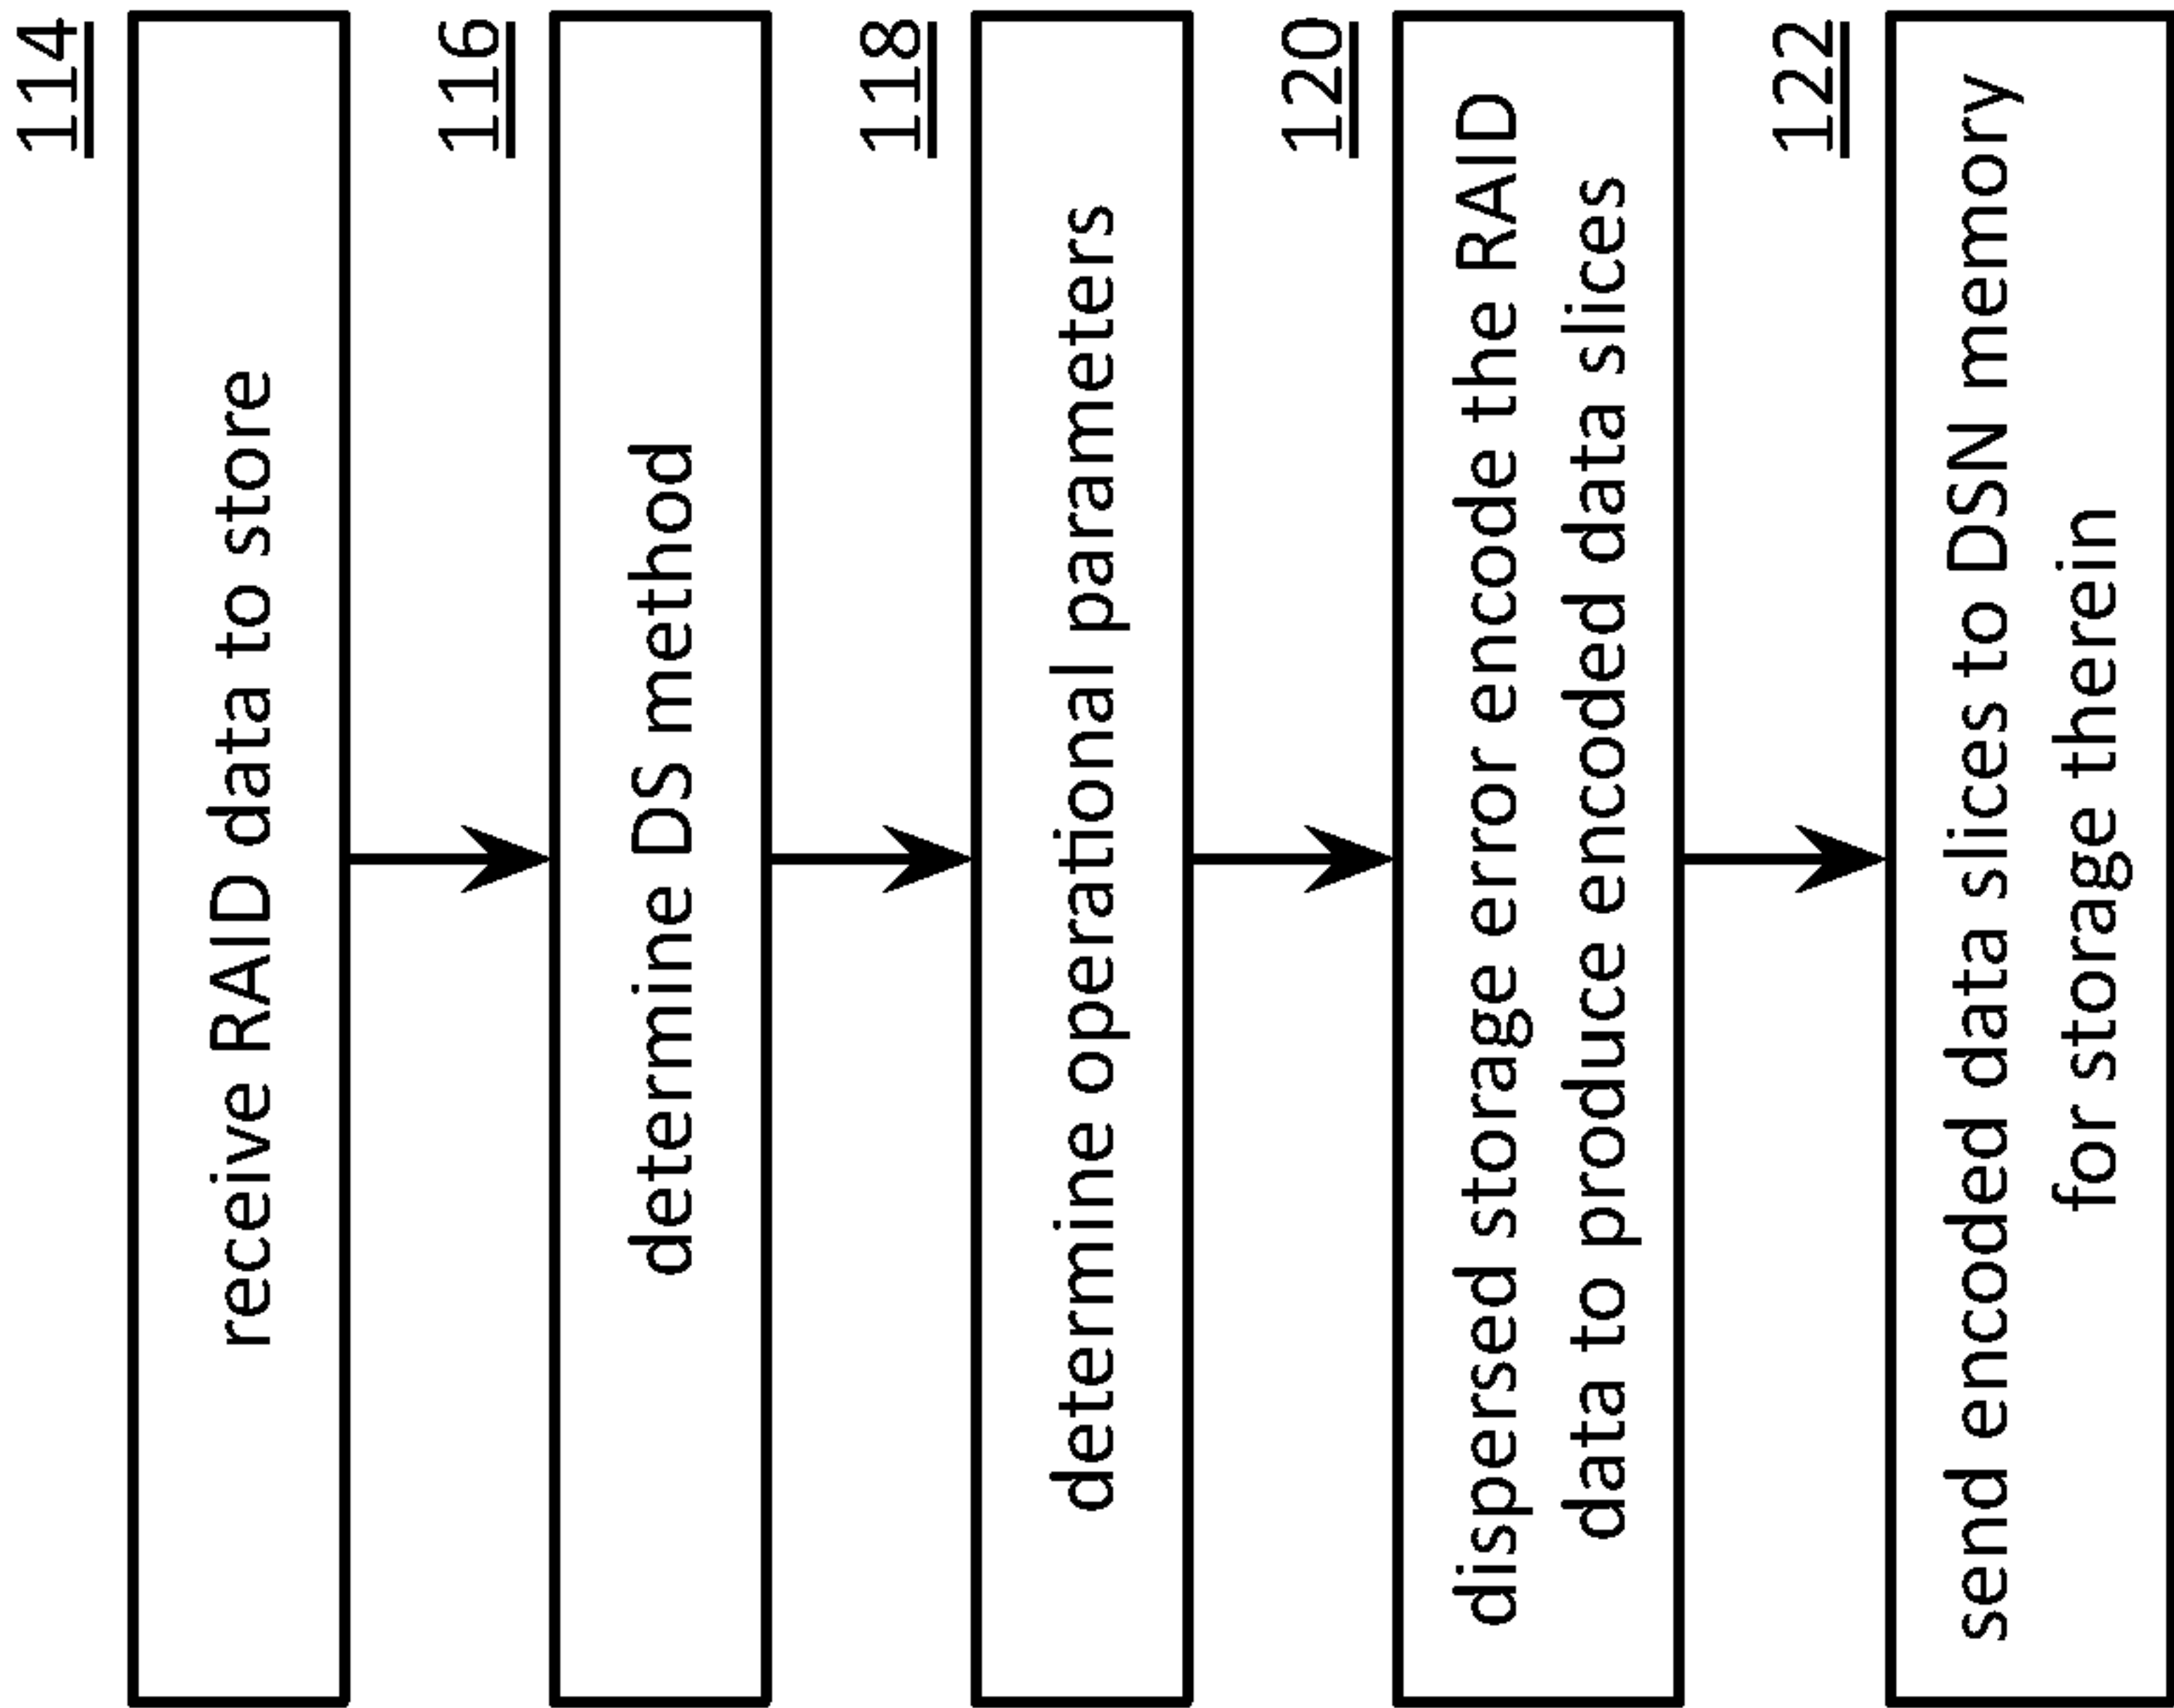 114
receive RAID data to store
116
determine DS method
118
determine operational parameters
120
dispersed storage error encode the RAID
data to produce encoded data slices
122
send encoded data slices to DSN memory
for storage therein